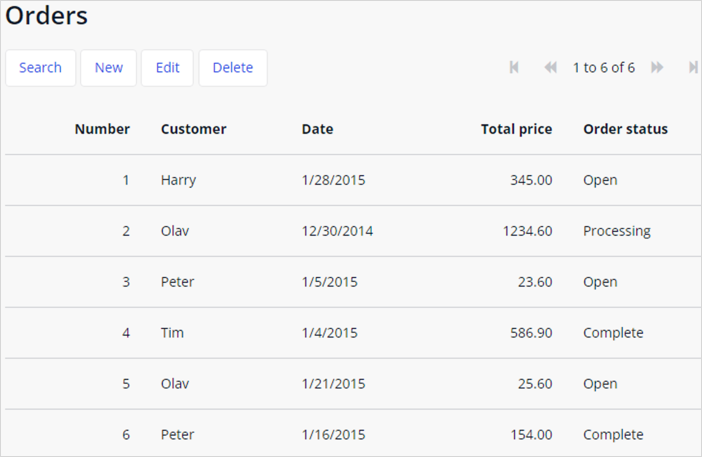 Orders
Search New Edit Delete 1 to 6 of 6
Number Customer Date Total price Order status
1 Harry 1/28/2015 345.00 Open
2 Olav 12/30/2014 1234.60 Processing
3 Peter 1/5/2015 23.60 Open
4 Tim 1/4/2015 586.90 Complete
5 Olav 1/21/2015 25.60 Open
6 Peter 1/16/2015 154.00 Complete